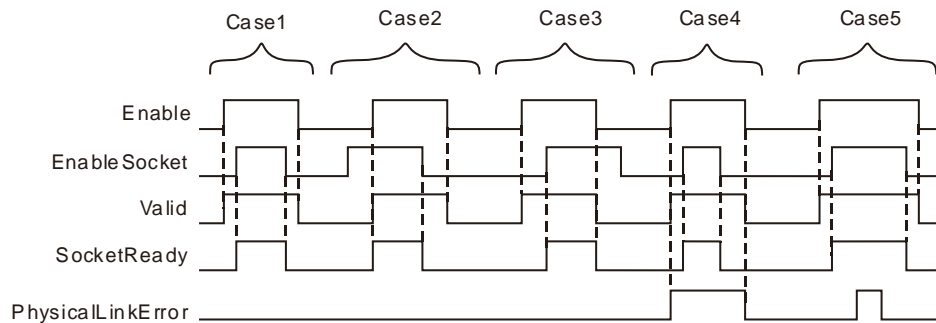 Case1 Case2 Case3 Case4 Case5
Enable
EnableSocket
Valid
SocketReady
PhysicalLinkError